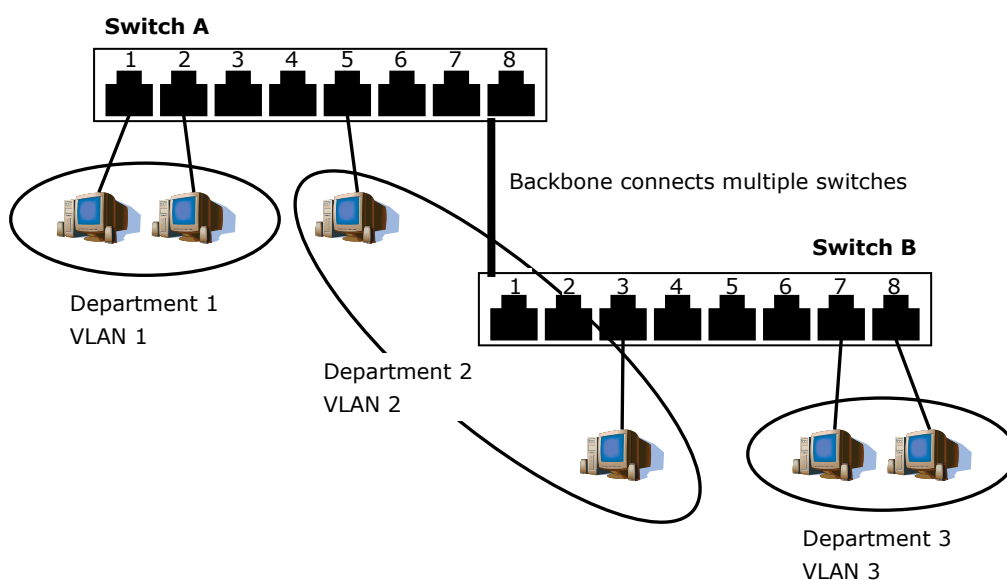 Switch A
1 2 3 4 5 6 7 8
Backbone connects multiple switches
Switch B
1 2 3 4 5 6 7 8
Department 1
VLAN 1
Department 2
VLAN 2
Department 3
VLAN 3